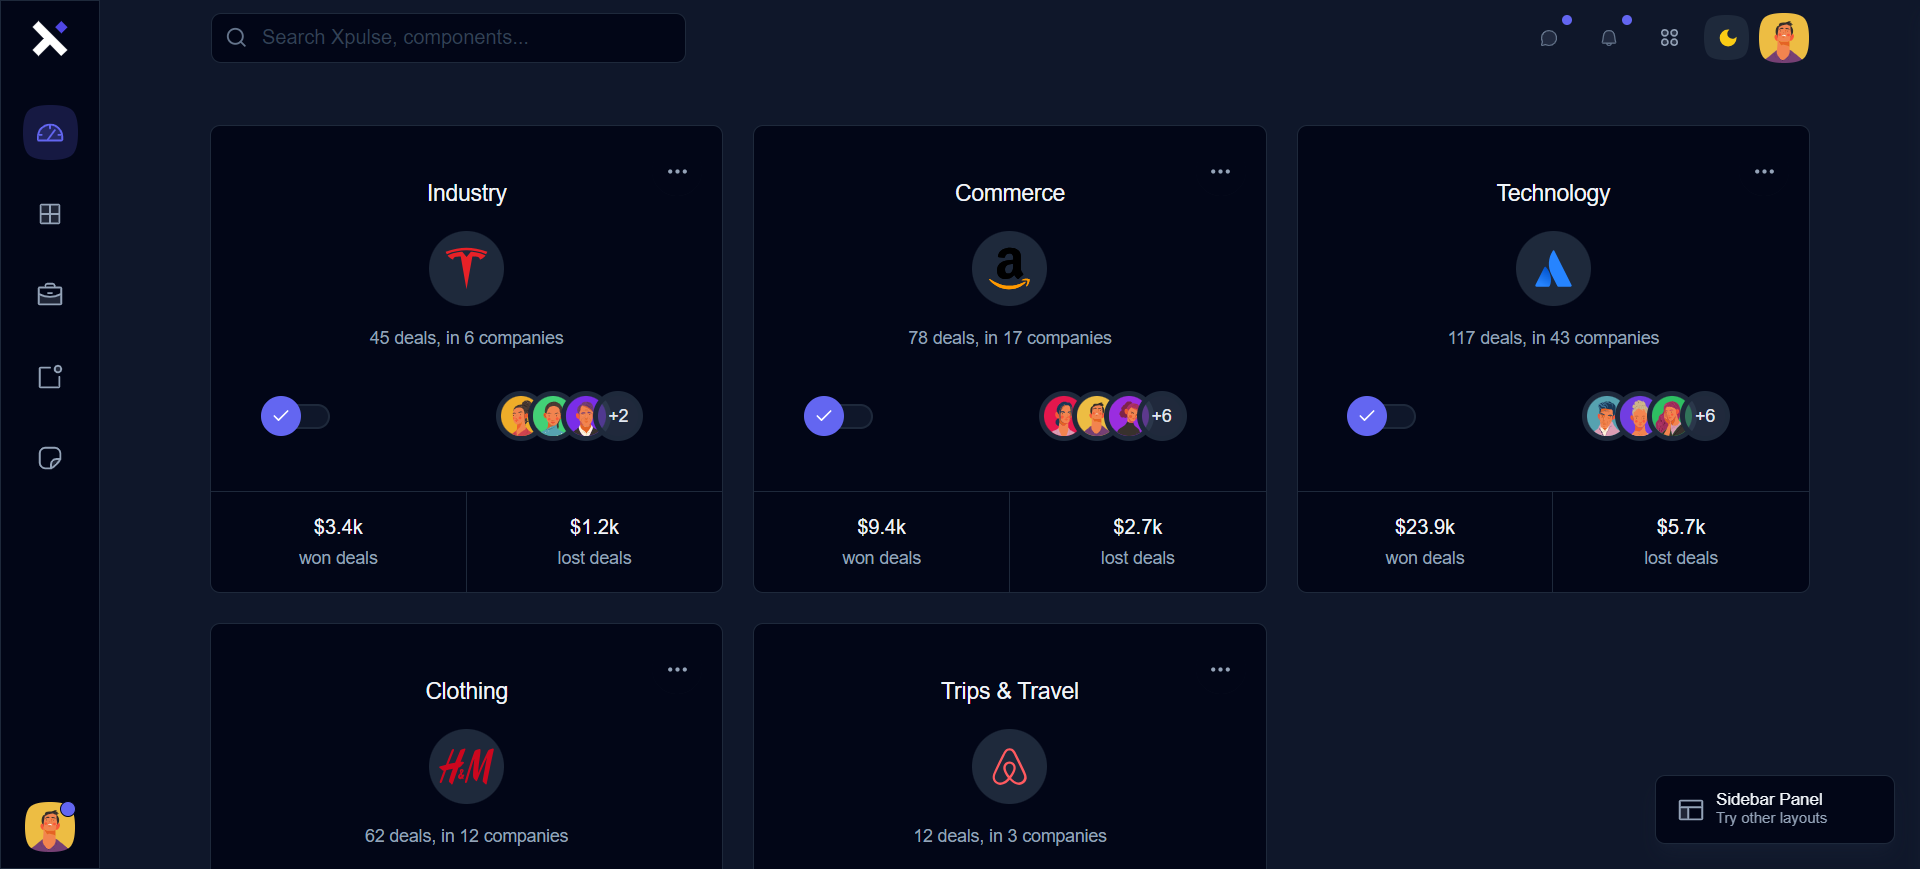 Search Xpulse, components...
Industry
45 deals, in 6 companies
+2
$3.4k
won deals
$1.2k
lost deals
Commerce
a
78 deals, in 17 companies
+6
$9.4k
won deals
$2.7k
lost deals
Technology
117 deals, in 43 companies
+6
$23.9k
won deals
$5.7k
lost deals
Clothing
H&M
62 deals, in 12 companies
Trips & Travel
12 deals, in 3 companies
Sidebar Panel
Try other layouts